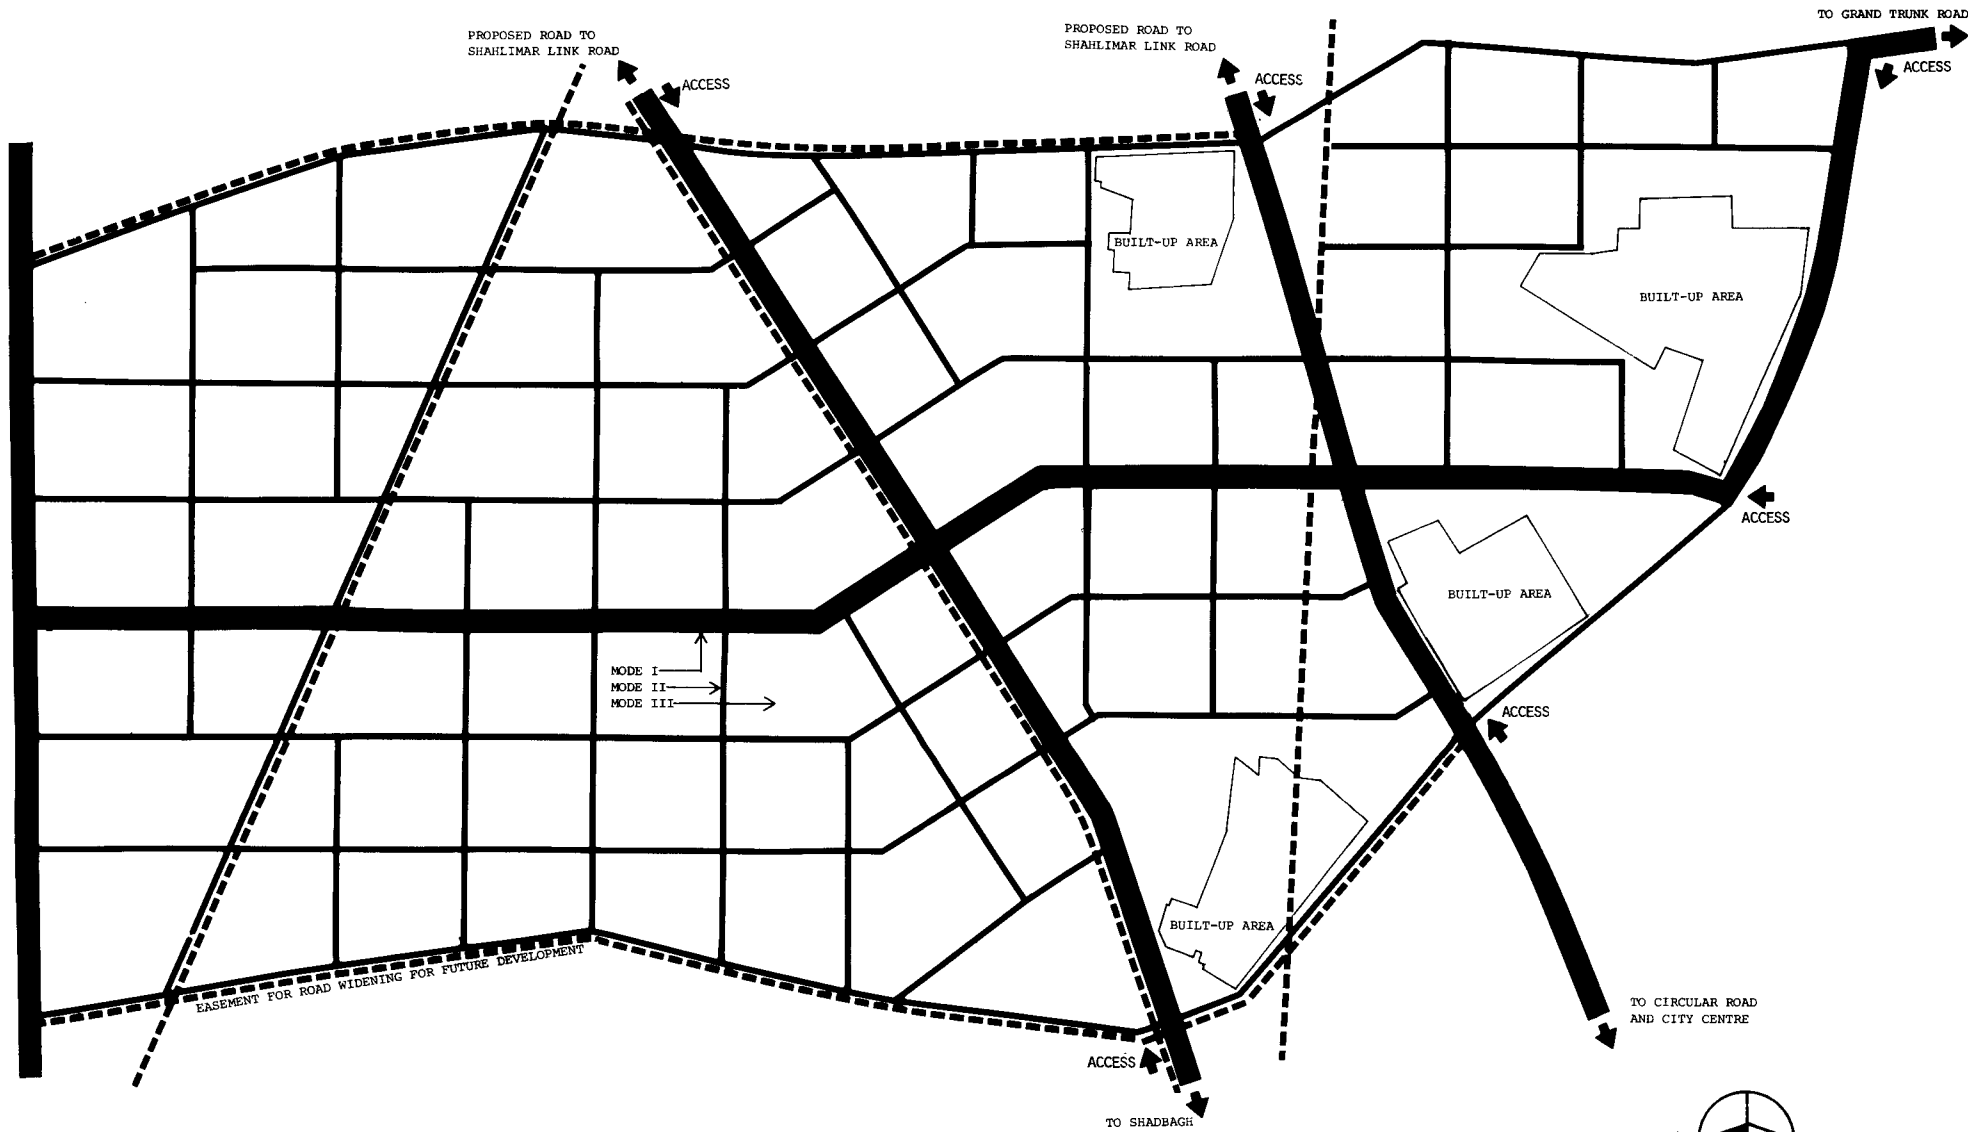 TO GRAND TRUNK ROAD
PROPOSED ROAD TO
SHAHLIMAR LINK ROAD
PROPOSED ROAD TO
SHAHLIMAR LINK ROAD
ACCESS
ACCESS
ACCESS
BUILT-UP AREA
BUILT-UP AREA
ACCESS
BUILT-UP AREA
MODE I
MODE II
MODE III
ACCESS
BUILT-UP AREA
EASEMENT FOR ROAD WIDENING FOR FUTURE DEVELOPMENT
TO CIRCULAR ROAD
AND CITY CENTRE
ACCESS
TO SHADBAGH